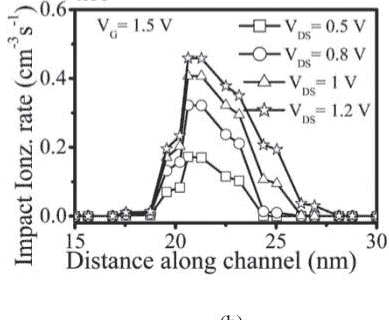 0.6
V_G= 1.5 V
V_DS= 0.5 V
V_DS= 0.8 V
V_DS= 1 V
V_DS= 1.2 V
0.4
0.2
0.0
Impact Ionz. rate (cm⁻³ s⁻¹)
15 20 25 30
Distance along channel (nm)